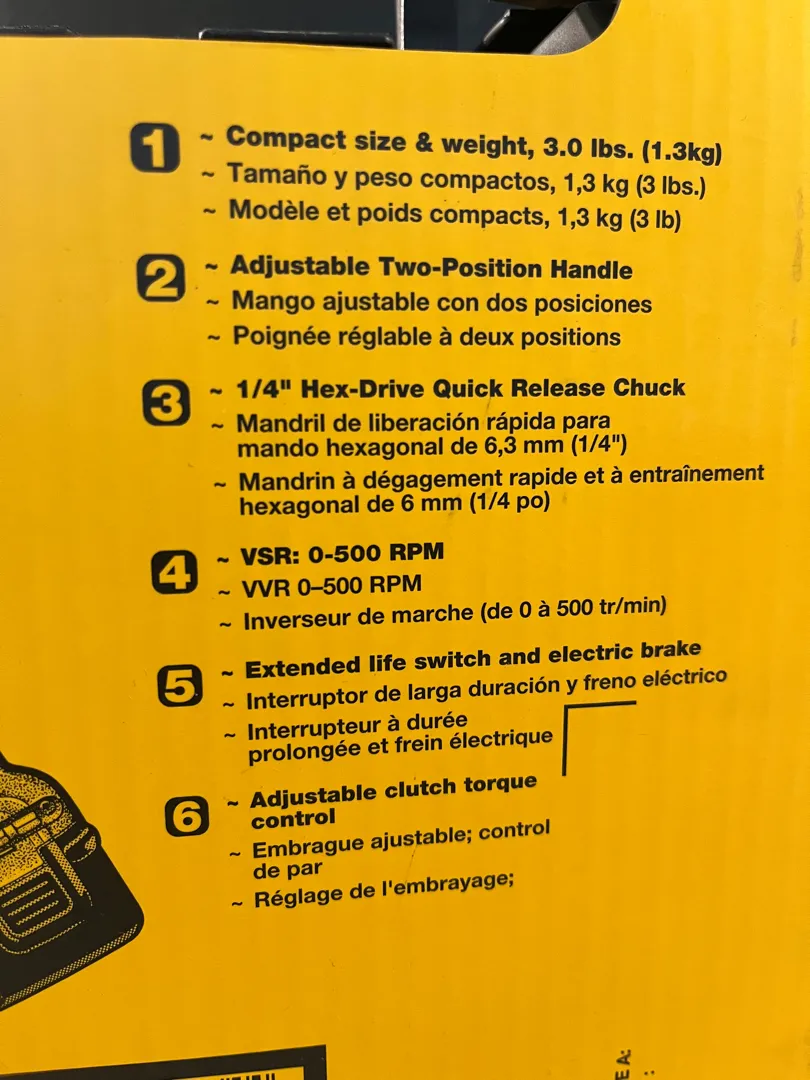 1 ~ Compact size & weight, 3.0 lbs. (1.3kg)
~ Tamaño y peso compactos, 1,3 kg (3 lbs.)
~ Modèle et poids compacts, 1,3 kg (3 lb)
2 ~ Adjustable Two-Position Handle
~ Mango ajustable con dos posiciones
~ Poignée réglable à deux positions
3 ~ 1/4" Hex-Drive Quick Release Chuck
~ Mandril de liberación rápida para
mando hexagonal de 6,3 mm (1/4")
~ Mandrin à dégagement rapide et à entraînement
hexagonal de 6 mm (1/4 po)
4 ~ VSR: 0-500 RPM
~ VVR 0–500 RPM
~ Inverseur de marche (de 0 à 500 tr/min)
5 ~ Extended life switch and electric brake
~ Interruptor de larga duración y freno eléctrico
~ Interrupteur à durée
prolongée et frein électrique
6 ~ Adjustable clutch torque
control
~ Embrague ajustable; control
de par
~ Réglage de l'embrayage;